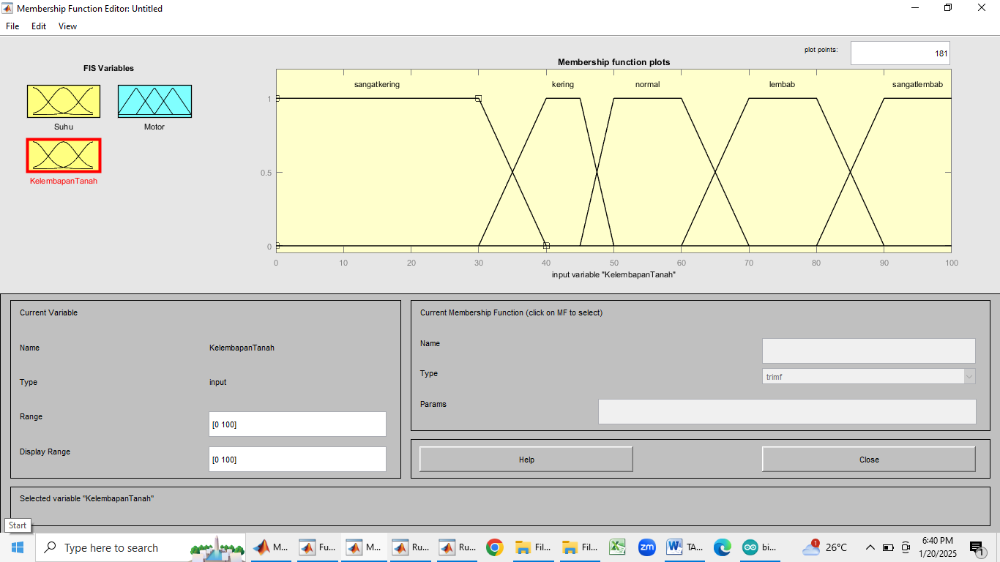 Membership Function Editor: Untitled
File Edit View
plot points: 181
FIS Variables
Membership function plots
Suhu
Motor
KelembapanTanah
sangatkering kering normal lembab sangatlembab
1
0.5
0
0 10 20 30 40 50 60 70 80 90 100
input variable "KelembapanTanah"
Current Variable
Name KelembapanTanah
Type input
Range [0 100]
Display Range [0 100]
Current Membership Function (click on MF to select)
Name
Type trimf
Params
Help Close
Selected variable "KelembapanTanah"
Start
Type here to search M... Fu... M... Ru... Ru... Fil... Fil... zm TA... bi... 1 26°C 6:40 PM
1/20/2025 1